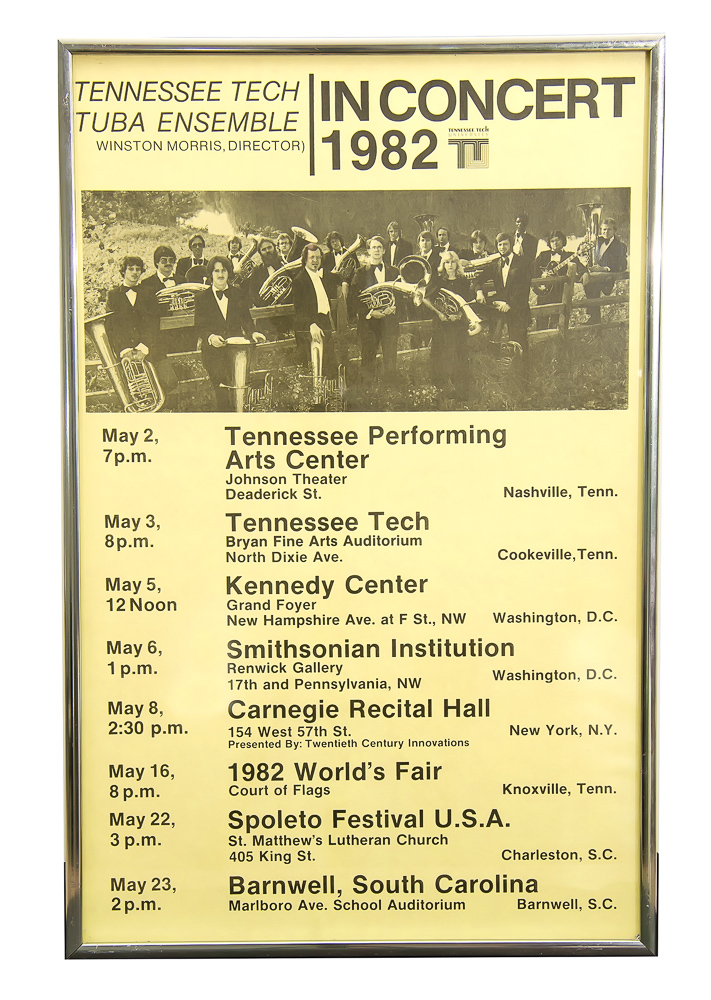 TENNESSEE TECH
TUBA ENSEMBLE
WINSTON MORRIS, DIRECTOR)
IN CONCERT
1982
TENNESSEE TECH
UNIVERSITY
May 2,
7p.m.
Tennessee Performing
Arts Center
Johnson Theater
Deaderick St.
Nashville, Tenn.
May 3,
8p.m.
Tennessee Tech
Bryan Fine Arts Auditorium
North Dixie Ave.
Cookeville, Tenn.
May 5,
12 Noon
Kennedy Center
Grand Foyer
New Hampshire Ave. at F St., NW
Washington, D.C.
May 6,
1 p.m.
Smithsonian Institution
Renwick Gallery
17th and Pennsylvania, NW
Washington, D.C.
May 8,
2:30 p.m.
Carnegie Recital Hall
154 West 57th St.
Presented By: Twentieth Century Innovations
New York, N.Y.
May 16,
8 p.m.
1982 World's Fair
Court of Flags
Knoxville, Tenn.
May 22,
3 p.m.
Spoleto Festival U.S.A.
St. Matthew's Lutheran Church
405 King St.
Charleston, S.C.
May 23,
2 p.m.
Barnwell, South Carolina
Marlboro Ave. School Auditorium
Barnwell, S.C.